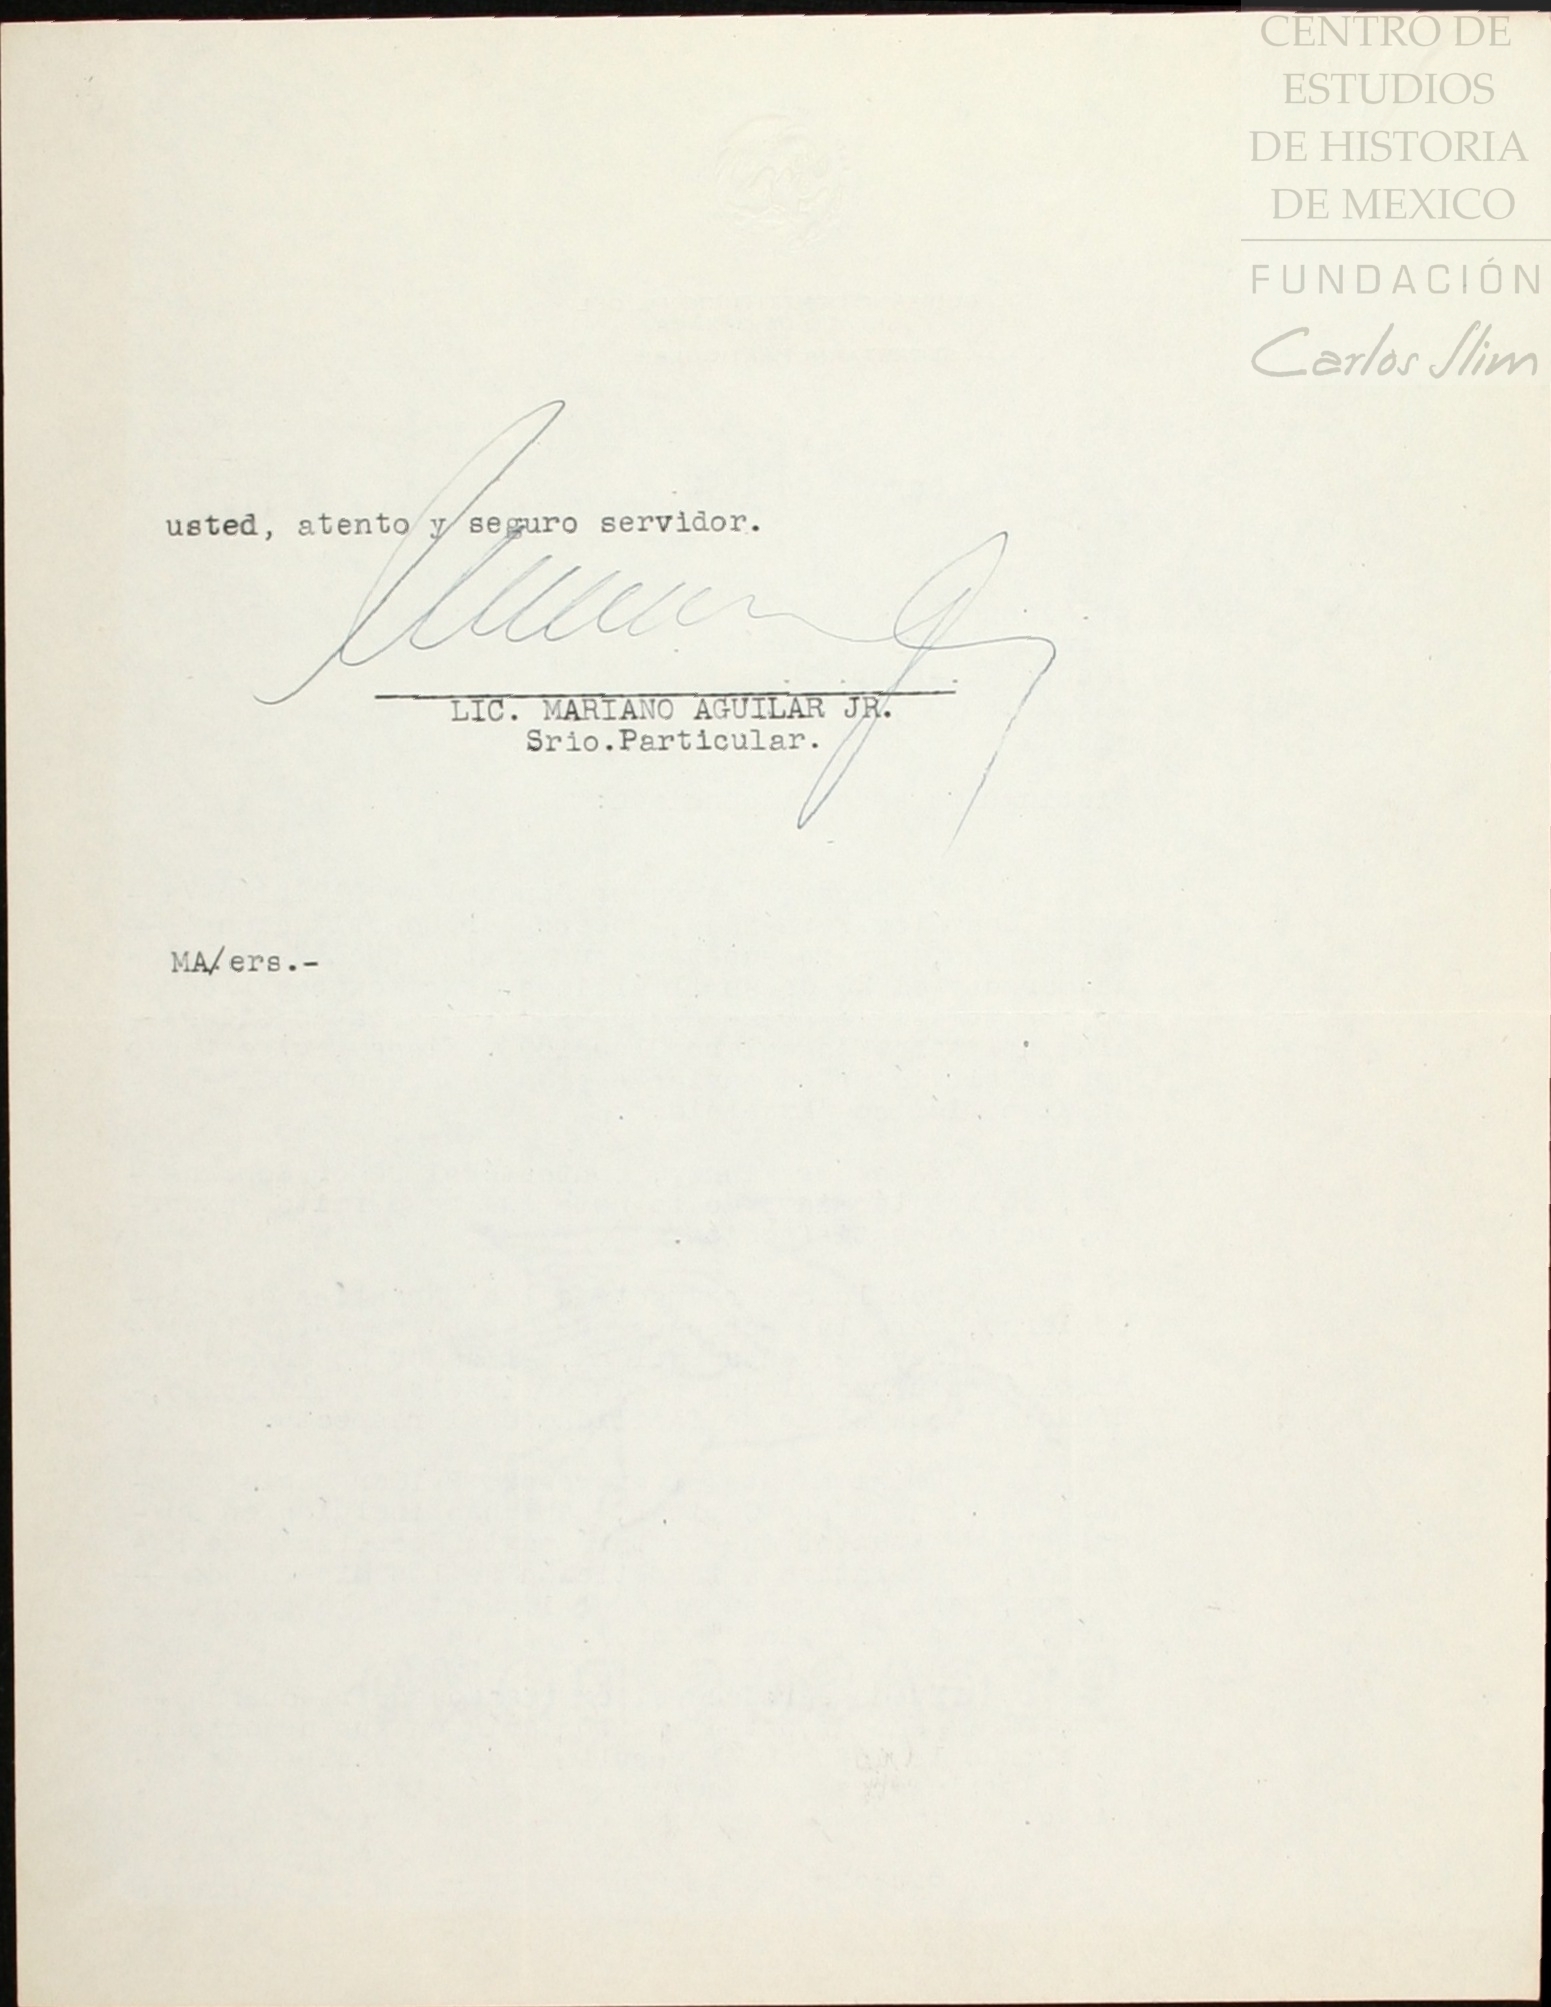 CENTRO DE
ESTUDIOS
DE HISTORIA
DE MEXICO
FUNDACIÓN
Carlos Slim
usted, atento y seguro servidor.
LIC. MARIANO AGUILAR JR.
Srio.Particular.
MA/ers.-